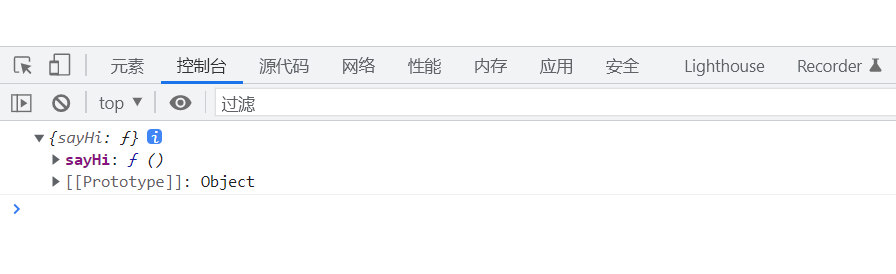 元素 控制台 源代码 网络 性能 内存 应用 安全 Lighthouse Recorder
top 过滤
{sayHi: ƒ} i
sayHi: ƒ ()
[[Prototype]]: Object